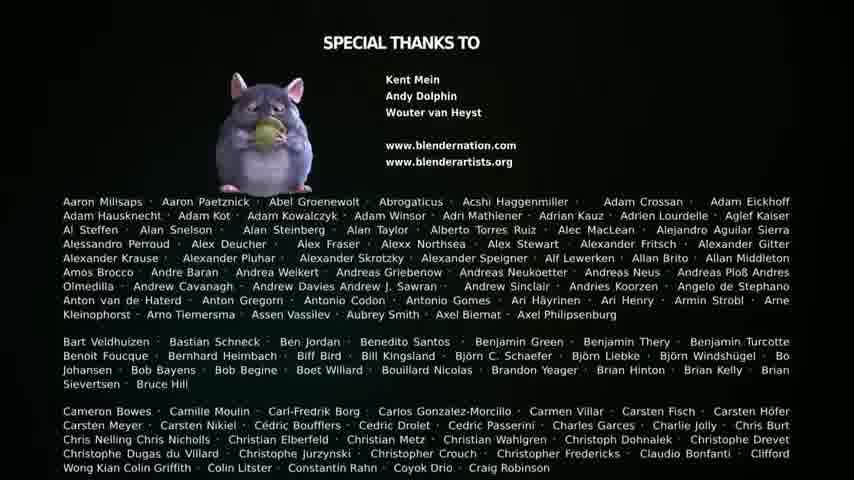 SPECIAL THANKS TO
Kent Mein
Andy Dolphin
Wouter van Heyst
www.blendernation.com
www.blenderartists.org
Aaron Millsaps · Aaron Paetznick · Abel Groenewolt · Abrogaticus · Acshi Haggenmiller · Adam Crossan · Adam Eickhoff
Adam Hausknecht · Adam Kot · Adam Kowalczyk · Adam Winsor · Adri Mathlener · Adrian Kauz · Adrien Lourdelle · Aglef Kaiser
Al Steffen · Alan Snelson · Alan Steinberg · Alan Taylor · Alberto Torres Ruiz · Alec MacLean · Alejandro Aguilar Sierra
Alessandro Perroud · Alex Deucher · Alex Fraser · Alexx Northsea · Alex Stewart · Alexander Fritsch · Alexander Gitter
Alexander Krause · Alexander Pluhar · Alexander Skrotzky · Alexander Speigner · Alf Lewerken · Allan Brito · Allan Middleton
Amos Brocco · Andre Baran · Andrea Weikert · Andreas Griebenow · Andreas Neukoetter · Andreas Neus · Andreas Ploß Andres
Olmedilla · Andrew Cavanagh · Andrew Davies Andrew J. Sawran · Andrew Sinclair · Andries Koorzen · Angelo de Stephano
Anton van de Haterd · Anton Gregorn · Antonio Codon · Antonio Gomes · Ari Häyrinen · Ari Henry · Armin Strobl · Arne
Kleinophorst · Arno Tiemersma · Assen Vassilev · Aubrey Smith · Axel Biernat · Axel Philipsenburg
Bart Veldhuizen · Bastián Schneck · Ben Jordan · Benedito Santos · Benjamin Green · Benjamin Thery · Benjamin Turcotte
Benoit Foucque · Bernhard Heimbach · Biff Bird · Bill Kingsland · Björn C. Schaefer · Björn Liebke · Björn Windshügel · Bo
Johansen · Bob Bayens · Bob Begine · Boet Willard · Bouillard Nicolas · Brandon Yeager · Brian Hinton · Brian Kelly · Brian
Sievertsen · Bruce Hill
Cameron Bowes · Camille Moulin · Carl-Fredrik Borg · Carlos Gonzalez-Morcillo · Carmen Villar · Carsten Fisch · Carsten Höfer
Carsten Meyer · Carsten Nikiel · Cédric Boufflers · Cedric Drolet · Cedric Passerini · Charles Garces · Charlie Jolly · Chris Burt
Chris Nelling Chris Nicholls · Christian Elberfeld · Christian Metz · Christian Wahlgren · Christoph Dohnalek · Christophe Drevet
Christophe Dugas du Villard · Christophe Jurzynski · Christopher Crouch · Christopher Fredericks · Claudio Bonfanti · Clifford
Wong Kian Colin Griffith · Colin Litster · Constantin Rahn · Coyok Drio · Craig Robinson